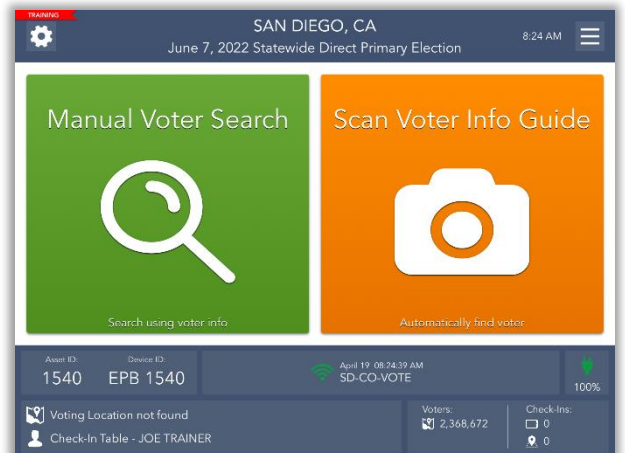 TRAINING
SAN DIEGO, CA
June 7, 2022 Statewide Direct Primary Election
8:24 AM
Manual Voter Search
Search using voter info
Scan Voter Info Guide
Automatically find voter
Asset ID:
1540
Device ID:
EPB 1540
April 19 08:24:39 AM
SD-CO-VOTE
100%
Voting Location not found
Check-In Table - JOE TRAINER
Voters:
2,368,672
Check-Ins:
0
0